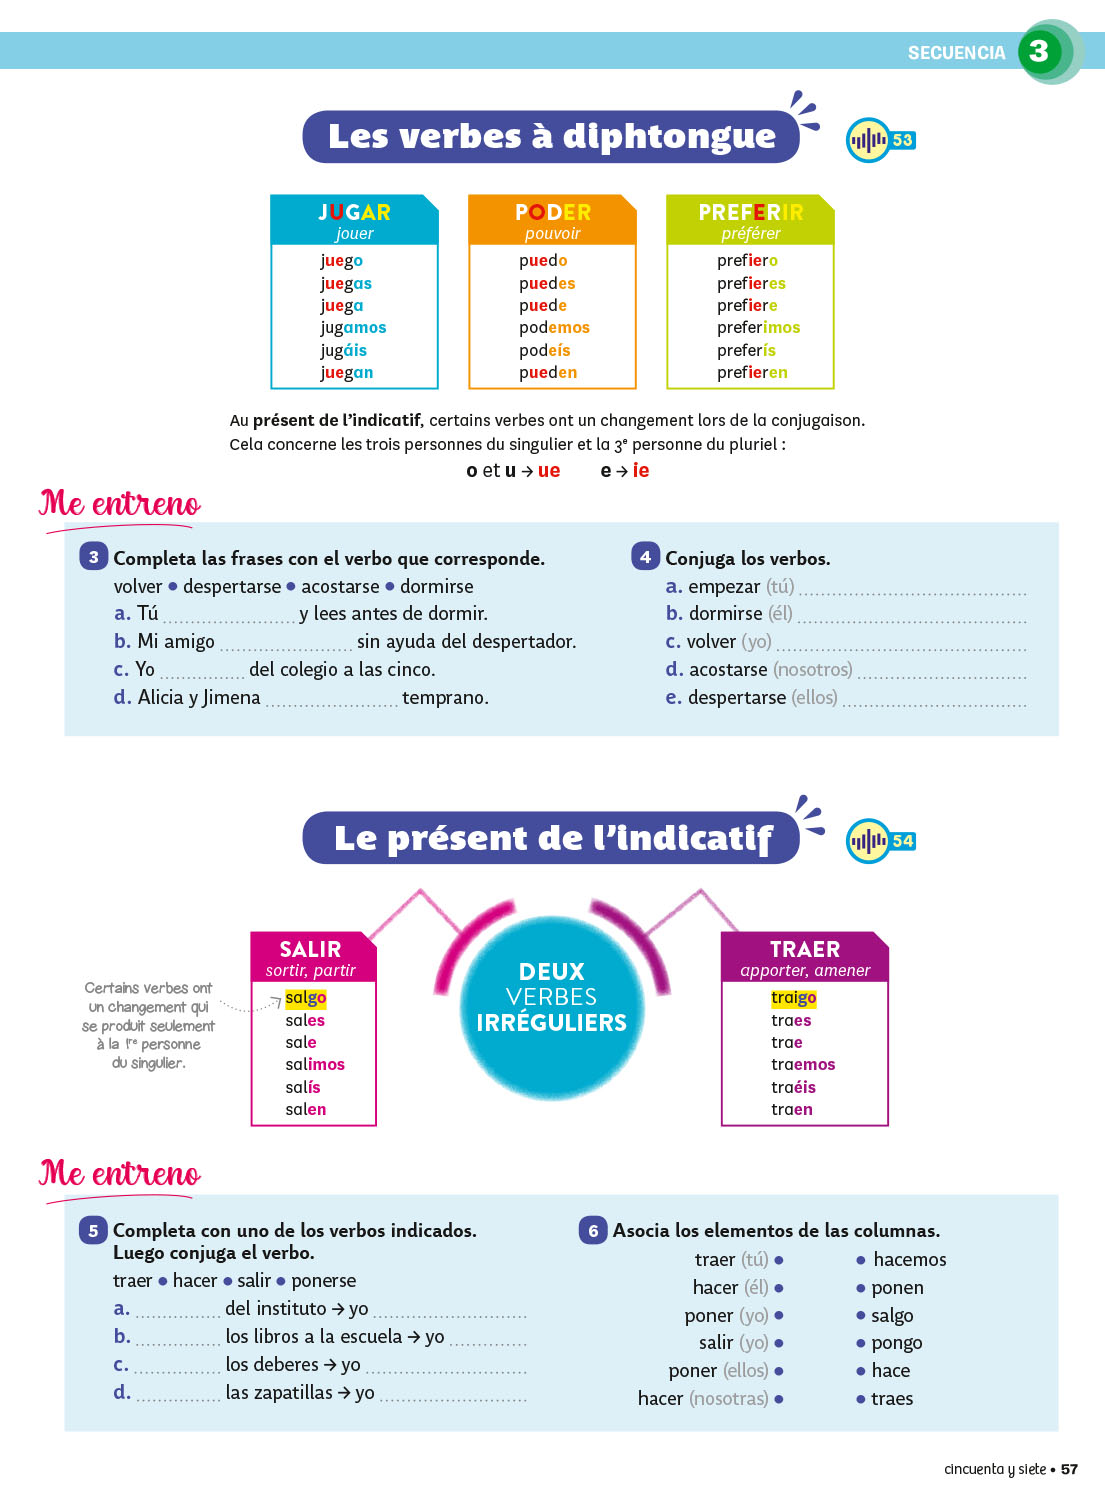 SECUENCIA 3
Les verbes à diphtongue
53
JUGAR
jouer
juego
juegas
juega
jugamos
jugáis
juegan
PODER
pouvoir
puedo
puedes
puede
podemos
podeís
pueden
PREFERIR
préférer
prefiero
prefieres
prefiere
preferimos
preferís
prefieren
Au présent de l'indicatif, certains verbes ont un changement lors de la conjugaison.
Cela concerne les trois personnes du singulier et la 3e personne du pluriel :
o et u → ue e → ie
Me entreno
3 Completa las frases con el verbo que corresponde.
volver • despertarse • acostarse • dormirse
a. Tú ........................ y lees antes de dormir.
b. Mi amigo ........................ sin ayuda del despertador.
c. Yo ................ del colegio a las cinco.
d. Alicia y Jimena ........................ temprano.
4 Conjuga los verbos.
a. empezar (tú) ........................
b. dormirse (él) ........................
c. volver (yo) ........................
d. acostarse (nosotros) ........................
e. despertarse (ellos) ........................
Le présent de l'indicatif
54
Certains verbes ont
un changement qui
se produit seulement
à la 1re personne
du singulier.
SALIR
sortir, partir
salgo
sales
sale
salimos
salís
salen
DEUX
VERBES
IRRÉGULIERS
TRAER
apporter, amener
traigo
traes
trae
traemos
traéis
traen
Me entreno
5 Completa con uno de los verbos indicados.
Luego conjuga el verbo.
traer • hacer • salir • ponerse
a. ................ del instituto → yo ........................
b. ................ los libros a la escuela → yo ................
c. ................ los deberes → yo ........................
d. ................ las zapatillas → yo ........................
6 Asocia los elementos de las columnas.
traer (tú) • • hacemos
hacer (él) • • ponen
poner (yo) • • salgo
salir (yo) • • pongo
poner (ellos) • • hace
hacer (nosotras) • • traes
cincuenta y siete • 57